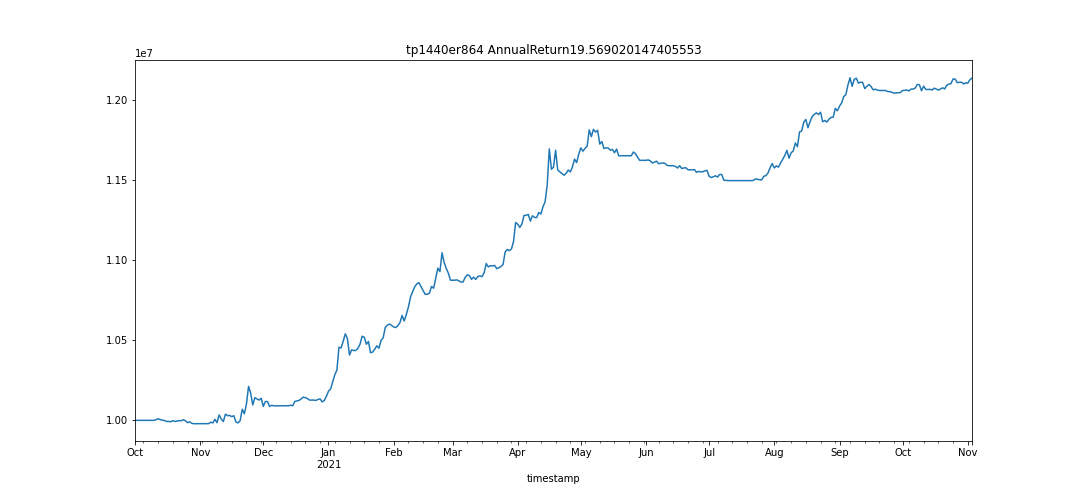 tp1440er864 AnnualReturn19.569020147405553
1e7
1.20
1.15
1.10
1.05
1.00
Oct Nov Dec Jan Feb Mar Apr May Jun Jul Aug Sep Oct Nov
2021
timestamp